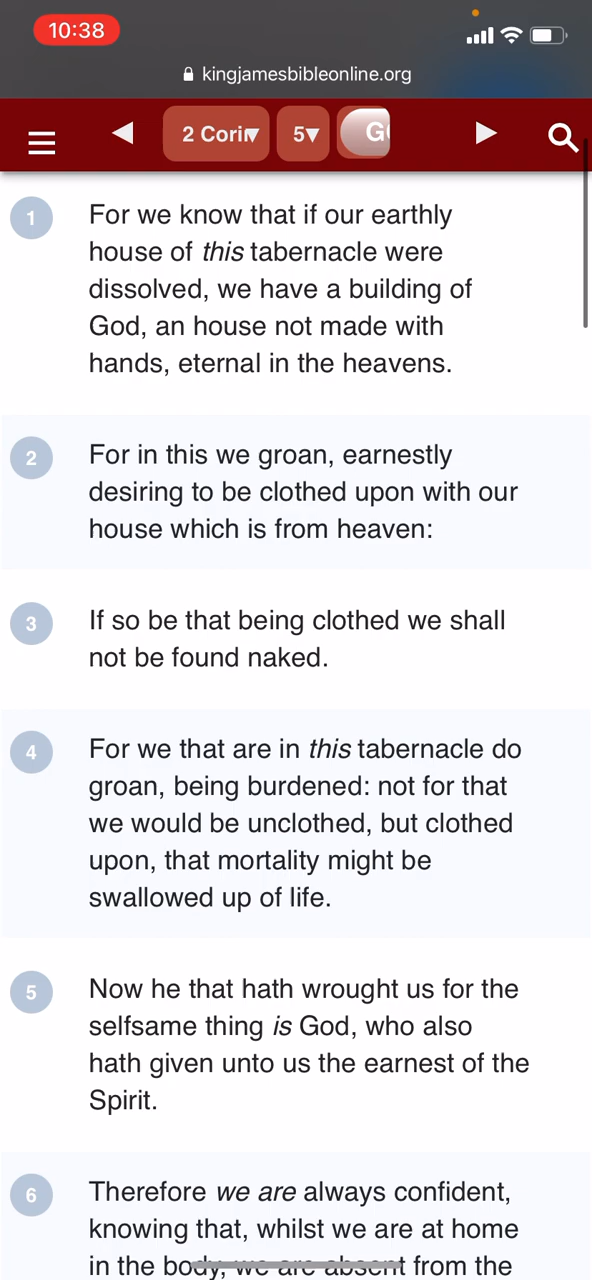 10:38
kingjamesbibleonline.org
2 Corin
5
G
1
For we know that if our earthly
house of this tabernacle were
dissolved, we have a building of
God, an house not made with
hands, eternal in the heavens.
2
For in this we groan, earnestly
desiring to be clothed upon with our
house which is from heaven:
3
If so be that being clothed we shall
not be found naked.
4
For we that are in this tabernacle do
groan, being burdened: not for that
we would be unclothed, but clothed
upon, that mortality might be
swallowed up of life.
5
Now he that hath wrought us for the
selfsame thing is God, who also
hath given unto us the earnest of the
Spirit.
6
Therefore we are always confident,
knowing that, whilst we are at home
in the body, we are absent from the